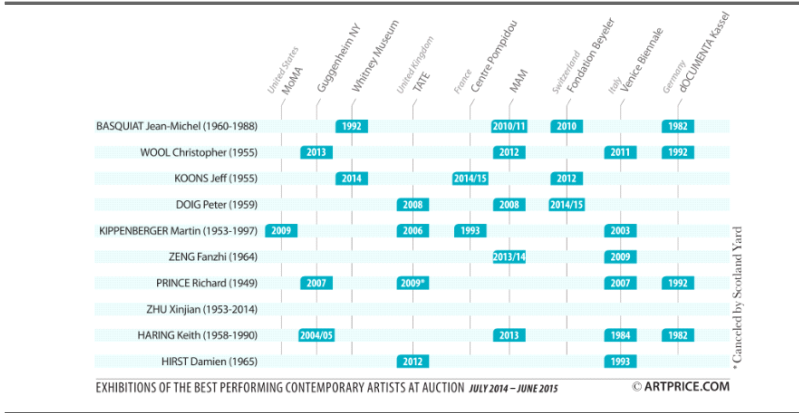 United States
MoMA
Guggenheim NY
Whitney Museum
United Kingdom
TATE
France
Centre Pompidou
MAM
Switzerland
Fondation Beyeler
Italy
Venice Biennale
Germany
dOCUMENTA Kassel
BASQUIAT Jean-Michel (1960-1988) 1992 2010/11 2010 1982
WOOL Christopher (1955) 2013 2012 2011 1992
KOONS Jeff (1955) 2014 2014/15 2012
DOIG Peter (1959) 2008 2008 2014/15
KIPPENBERGER Martin (1953-1997) 2009 2006 1993 2003
ZENG Fanzhi (1964) 2013/14 2009
PRINCE Richard (1949) 2007 2009* 2007 1992
ZHU Xinjian (1953-2014)
HARING Keith (1958-1990) 2004/05 2013 1984 1982
HIRST Damien (1965) 2012 1993
* Canceled by Scotland Yard
EXHIBITIONS OF THE BEST PERFORMING CONTEMPORARY ARTISTS AT AUCTION JULY 2014 – JUNE 2015 © ARTPRICE.COM